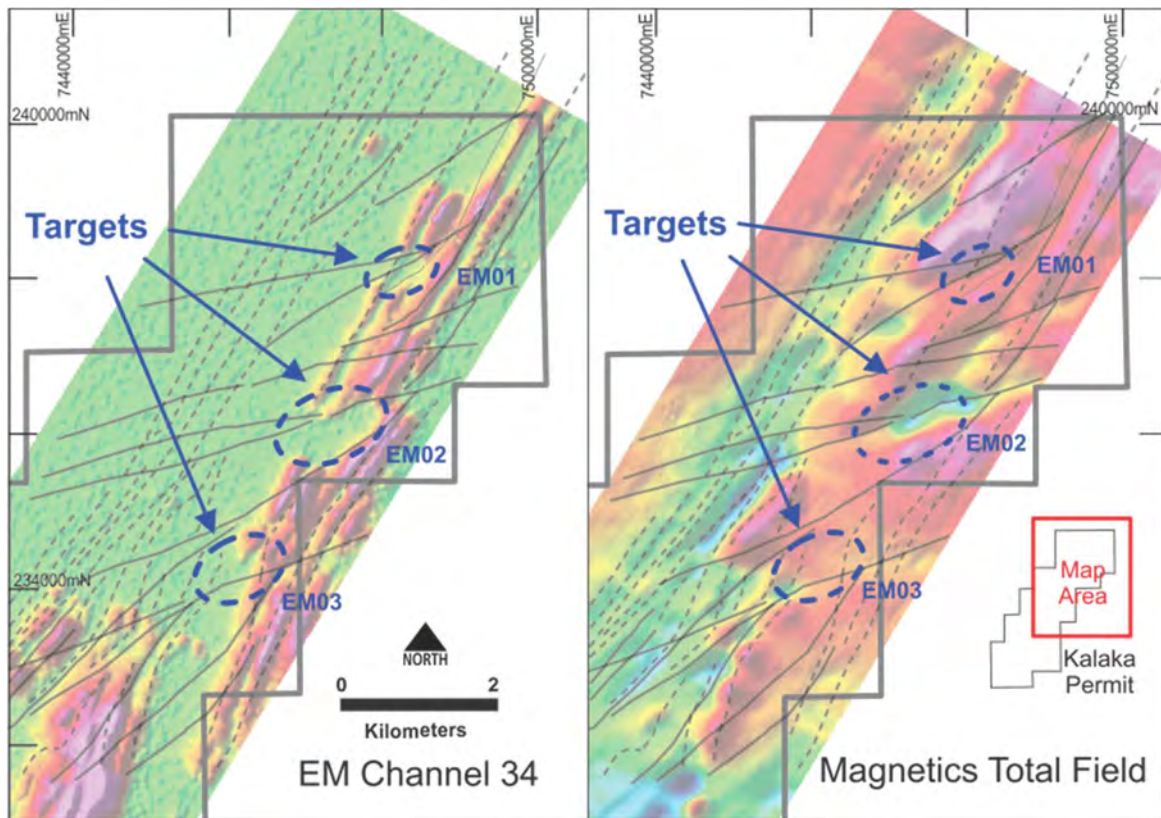 7440000mE
7500000mE
240000mN
Targets
EM01
EM02
EM03
234000mN
NORTH
0 2
Kilometers
EM Channel 34
7440000mE
7500000mE
240000mN
Targets
EM01
EM02
EM03
Map
Area
Kalaka
Permit
Magnetics Total Field